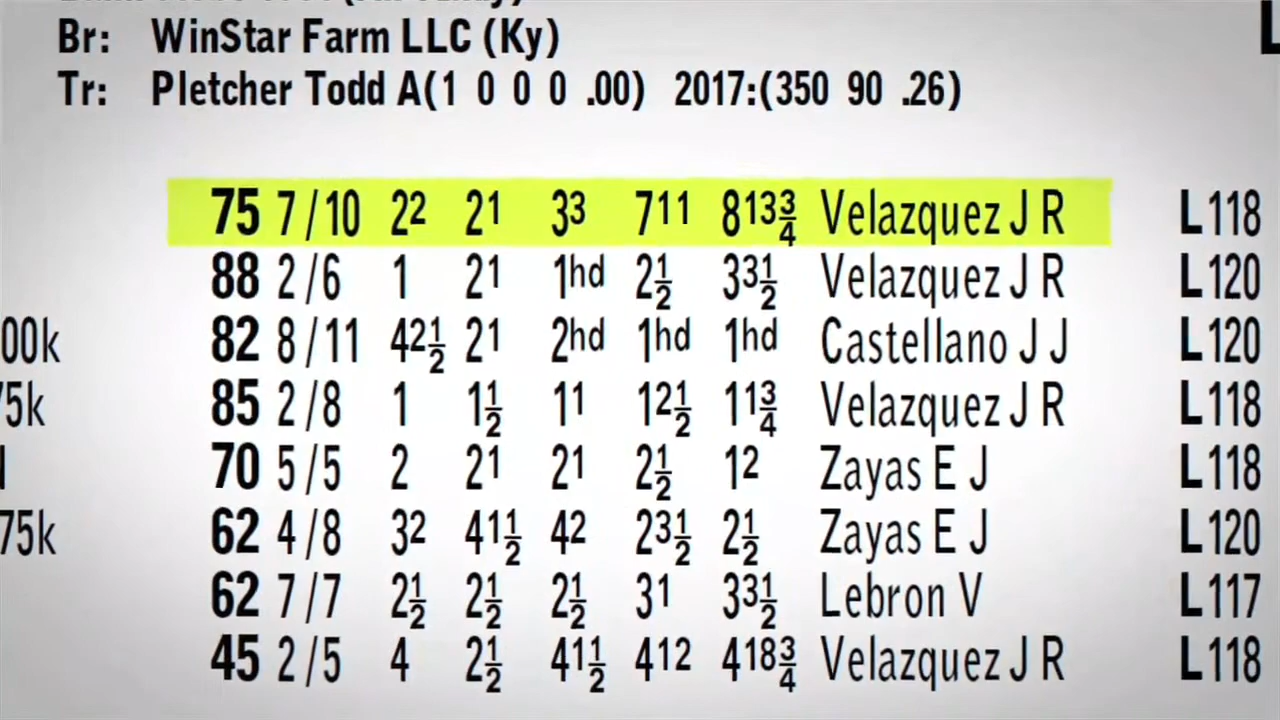 Br: WinStar Farm LLC (Ky)
Tr: Pletcher Todd A(1 0 0 0 .00) 2017:(350 90 .26)
75 7/10 2² 2¹ 3³ 7¹¹ 8¹³¾ Velazquez J R L118
88 2/6 1 2¹ 1ʰᵈ 2½ 3³½ Velazquez J R L120
00k 82 8/11 4²½ 2¹ 2ʰᵈ 1ʰᵈ 1ʰᵈ Castellano J J L120
5k 85 2/8 1 1½ 1¹ 1²½ 1¹¾ Velazquez J R L118
70 5/5 2 2¹ 2¹ 2½ 1² Zayas E J L118
75k 62 4/8 3² 4¹½ 4² 2³½ 2½ Zayas E J L120
62 7/7 2½ 2½ 2½ 3¹ 3³½ Lebron V L117
45 2/5 4 2½ 4¹½ 4¹² 4¹⁸¾ Velazquez J R L118